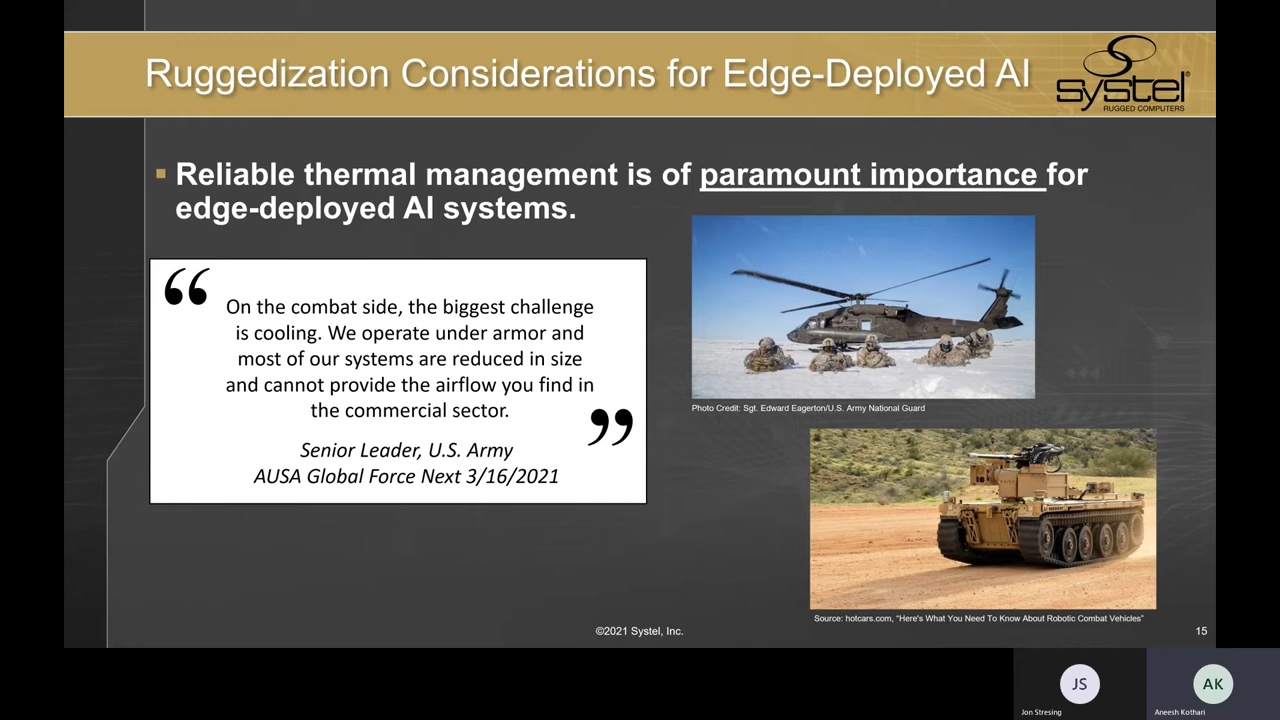 Ruggedization Considerations for Edge-Deployed AI
systel®
RUGGED COMPUTERS
Reliable thermal management is of paramount importance for
edge-deployed AI systems.
“
On the combat side, the biggest challenge
is cooling. We operate under armor and
most of our systems are reduced in size
and cannot provide the airflow you find in
the commercial sector.
”
Senior Leader, U.S. Army
AUSA Global Force Next 3/16/2021
Photo Credit: Sgt. Edward Eagerton/U.S. Army National Guard
Source: hotcars.com, “Here's What You Need To Know About Robotic Combat Vehicles”
©2021 Systel, Inc.
15
JS
Jon Stresing
AK
Aneesh Kothari